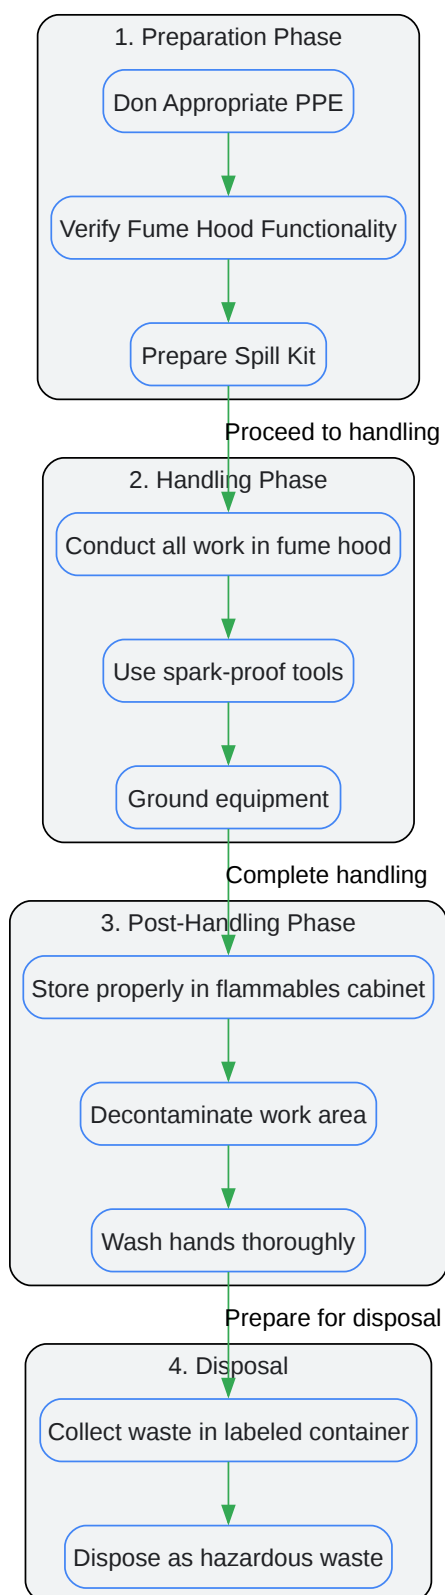 1. Preparation Phase
Don Appropriate PPE
Verify Fume Hood Functionality
Prepare Spill Kit
Proceed to handling
2. Handling Phase
Conduct all work in fume hood
Use spark-proof tools
Ground equipment
Complete handling
3. Post-Handling Phase
Store properly in flammables cabinet
Decontaminate work area
Wash hands thoroughly
Prepare for disposal
4. Disposal
Collect waste in labeled container
Dispose as hazardous waste